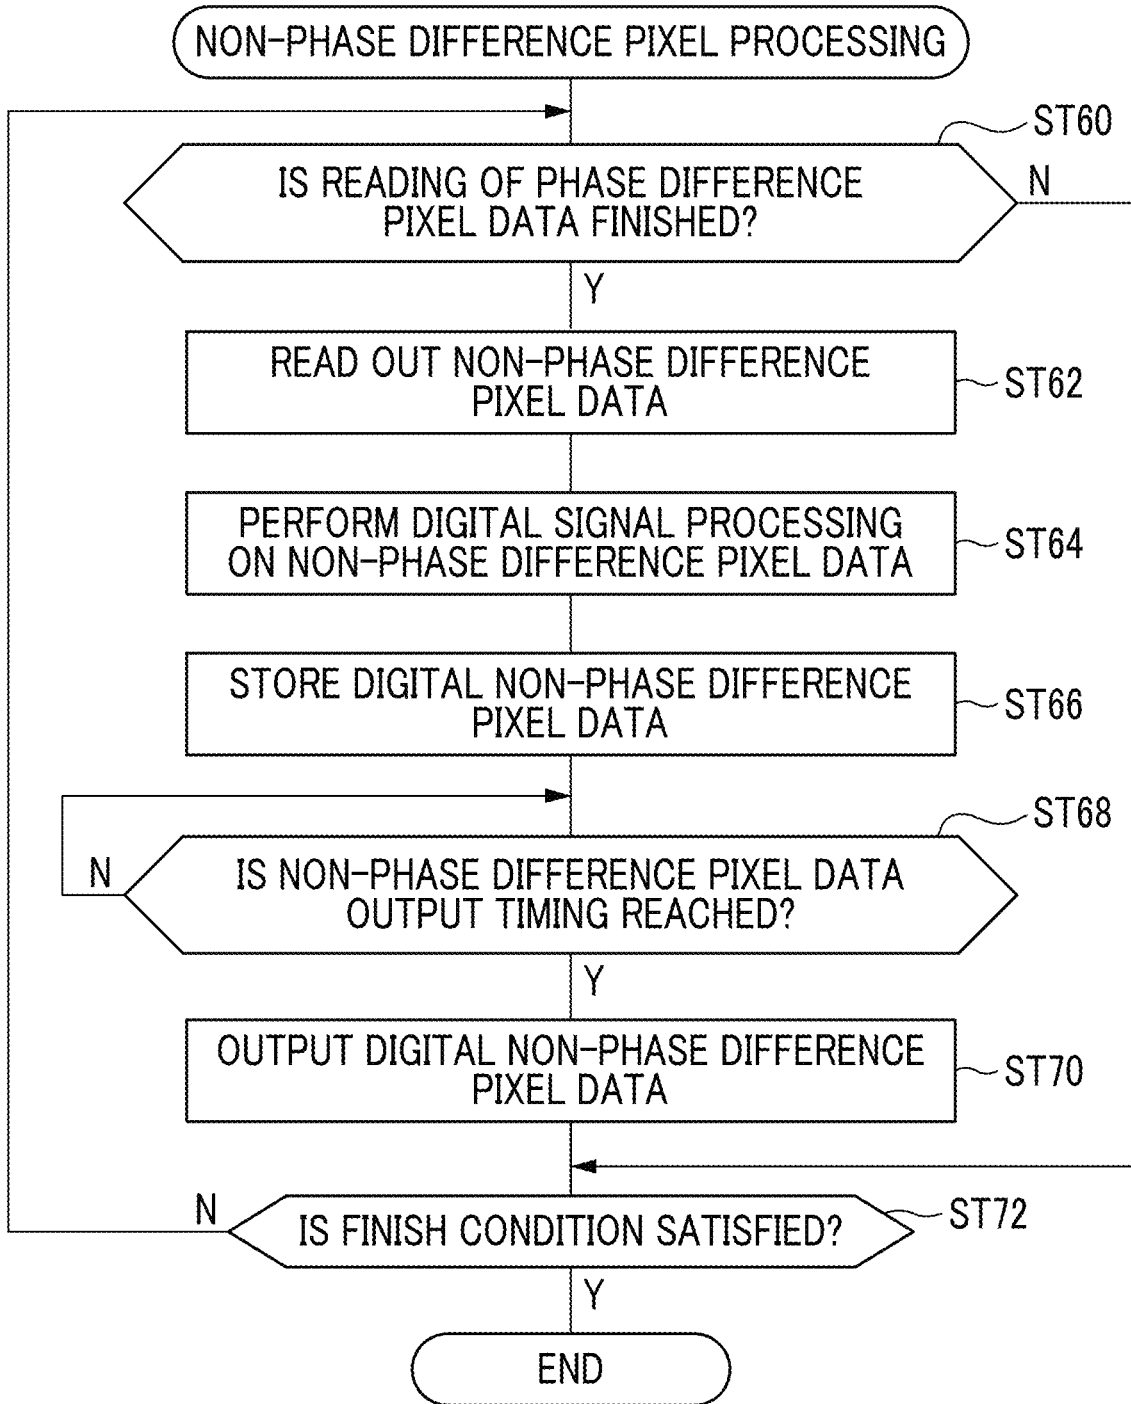 NON-PHASE DIFFERENCE PIXEL PROCESSING
ST60
IS READING OF PHASE DIFFERENCE
PIXEL DATA FINISHED?
N
Y
READ OUT NON-PHASE DIFFERENCE
PIXEL DATA
ST62
PERFORM DIGITAL SIGNAL PROCESSING
ON NON-PHASE DIFFERENCE PIXEL DATA
ST64
STORE DIGITAL NON-PHASE DIFFERENCE
PIXEL DATA
ST66
ST68
N
IS NON-PHASE DIFFERENCE PIXEL DATA
OUTPUT TIMING REACHED?
Y
OUTPUT DIGITAL NON-PHASE DIFFERENCE
PIXEL DATA
ST70
N
IS FINISH CONDITION SATISFIED?
ST72
Y
END